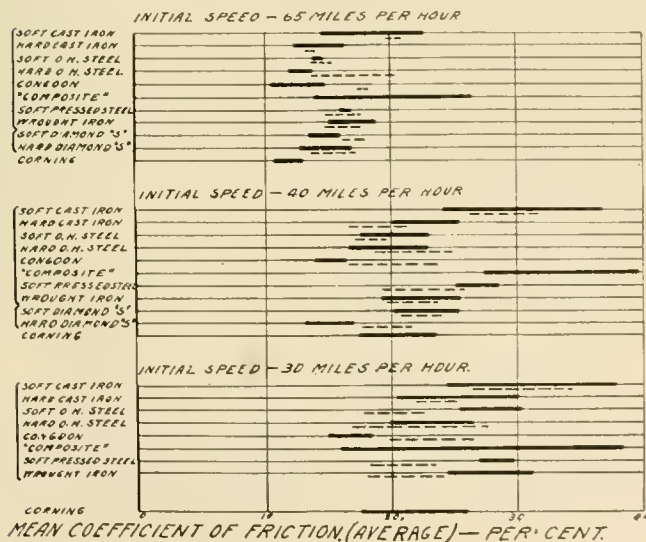 INITIAL SPEED - 65 MILES PER HOUR
SOFT CAST IRON
HARD CAST IRON
SOFT O.H. STEEL
HARD O.H. STEEL
CONGDON
"COMPOSITE"
SOFT PRESSED STEEL
WROUGHT IRON
SOFT DIAMOND "S"
HARD DIAMOND "S"
CORNING
INITIAL SPEED - 40 MILES PER HOUR
SOFT CAST IRON
HARD CAST IRON
SOFT O.H. STEEL
HARD O.H. STEEL
CONGDON
"COMPOSITE"
SOFT PRESSED STEEL
WROUGHT IRON
SOFT DIAMOND "S"
HARD DIAMOND "S"
CORNING
INITIAL SPEED - 30 MILES PER HOUR.
SOFT CAST IRON
HARD CAST IRON
SOFT O.H. STEEL
HARD O.H. STEEL
CONGDON
"COMPOSITE"
SOFT PRESSED STEEL
WROUGHT IRON
CORNING
0 10 20 30 40
MEAN COEFFICIENT OF FRICTION, (AVERAGE) - PER-CENT.